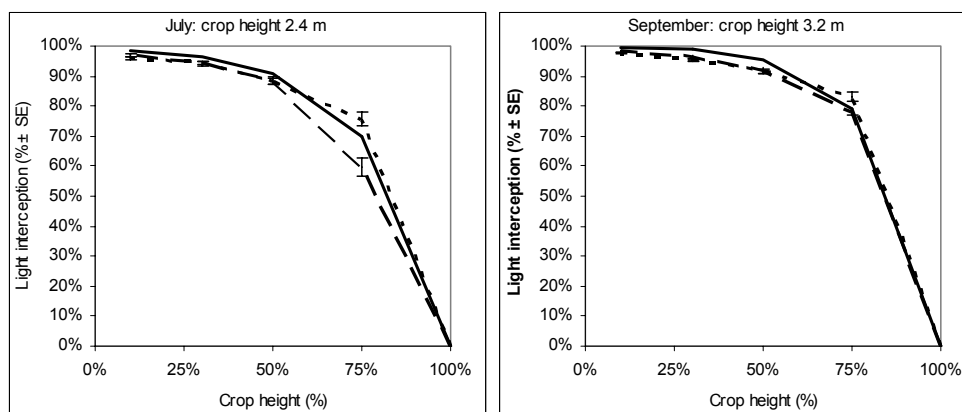 July: crop height 2.4 m
100%
90%
80%
70%
60%
50%
40%
30%
20%
10%
0%
Light interception (% ± SE)
0% 25% 50% 75% 100%
Crop height (%)
September: crop height 3.2 m
100%
90%
80%
70%
60%
50%
40%
30%
20%
10%
0%
Light interception (% ± SE)
0% 25% 50% 75% 100%
Crop height (%)